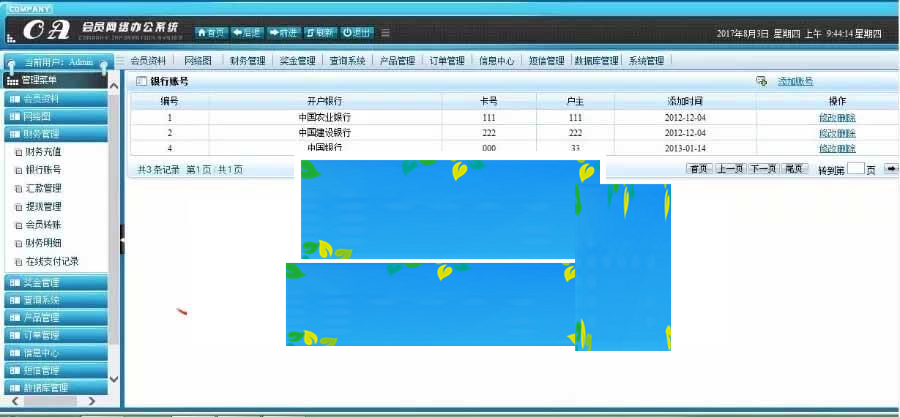 COMPANY
OA 会员网络办公系统
COMPANY INFORMATION SYSTEM
首页 后退 前进 刷新 退出
2017年8月3日 星期四 上午 9:44:14 星期四
当前用户：Admin
会员资料 网络图 财务管理 奖金管理 查询系统 产品管理 订单管理 信息中心 短信管理 数据库管理 系统管理
管理菜单
会员资料
网络图
财务管理
财务充值
银行账号
汇款管理
提现管理
会员转账
财务明细
在线支付记录
奖金管理
查询系统
产品管理
订单管理
信息中心
短信管理
数据库管理
银行账号 添加账号
编号 开户银行 卡号 户主 添加时间 操作
1 中国农业银行 111 111 2012-12-04 修改删除
2 中国建设银行 222 222 2012-12-04 修改删除
4 中国银行 000 33 2013-01-14 修改删除
共3 条记录 第1 页 /共1 页 首页 上一页 下一页 尾页 转到第 页